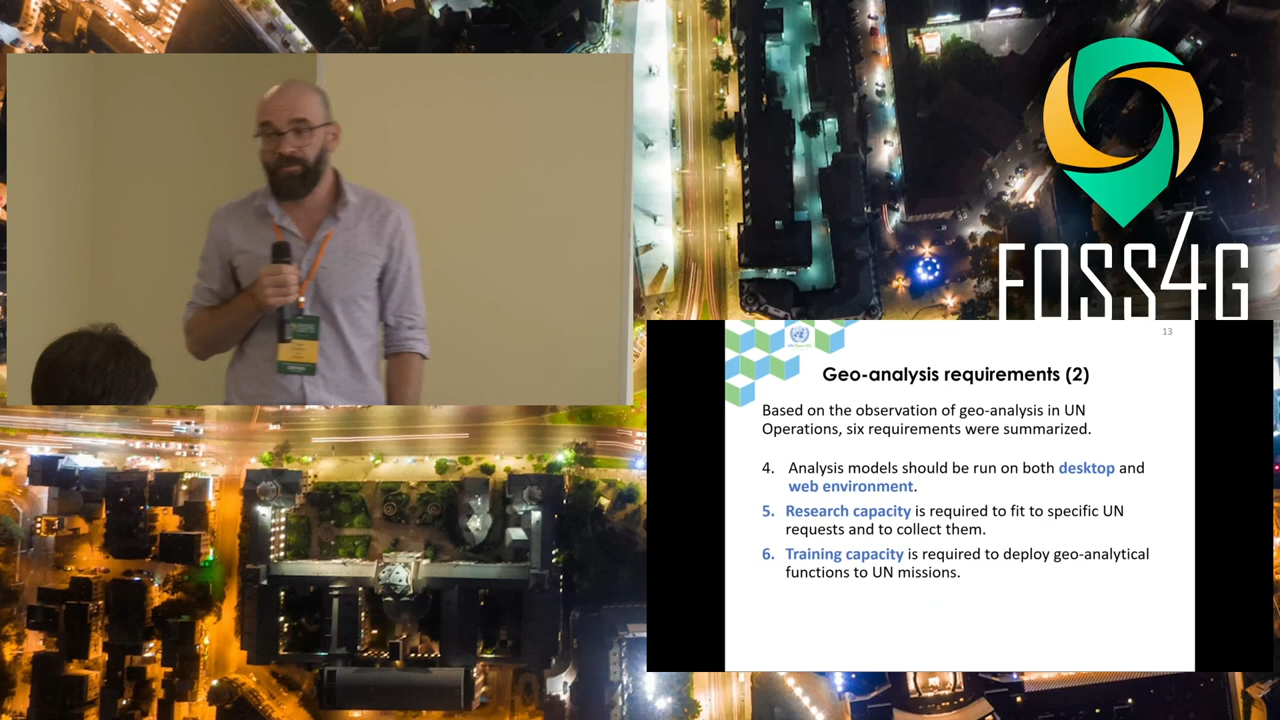 FOSS4G
13
UN Open GIS
Geo-analysis requirements (2)
Based on the observation of geo-analysis in UN
Operations, six requirements were summarized.
4. Analysis models should be run on both desktop and
web environment.
5. Research capacity is required to fit to specific UN
requests and to collect them.
6. Training capacity is required to deploy geo-analytical
functions to UN missions.